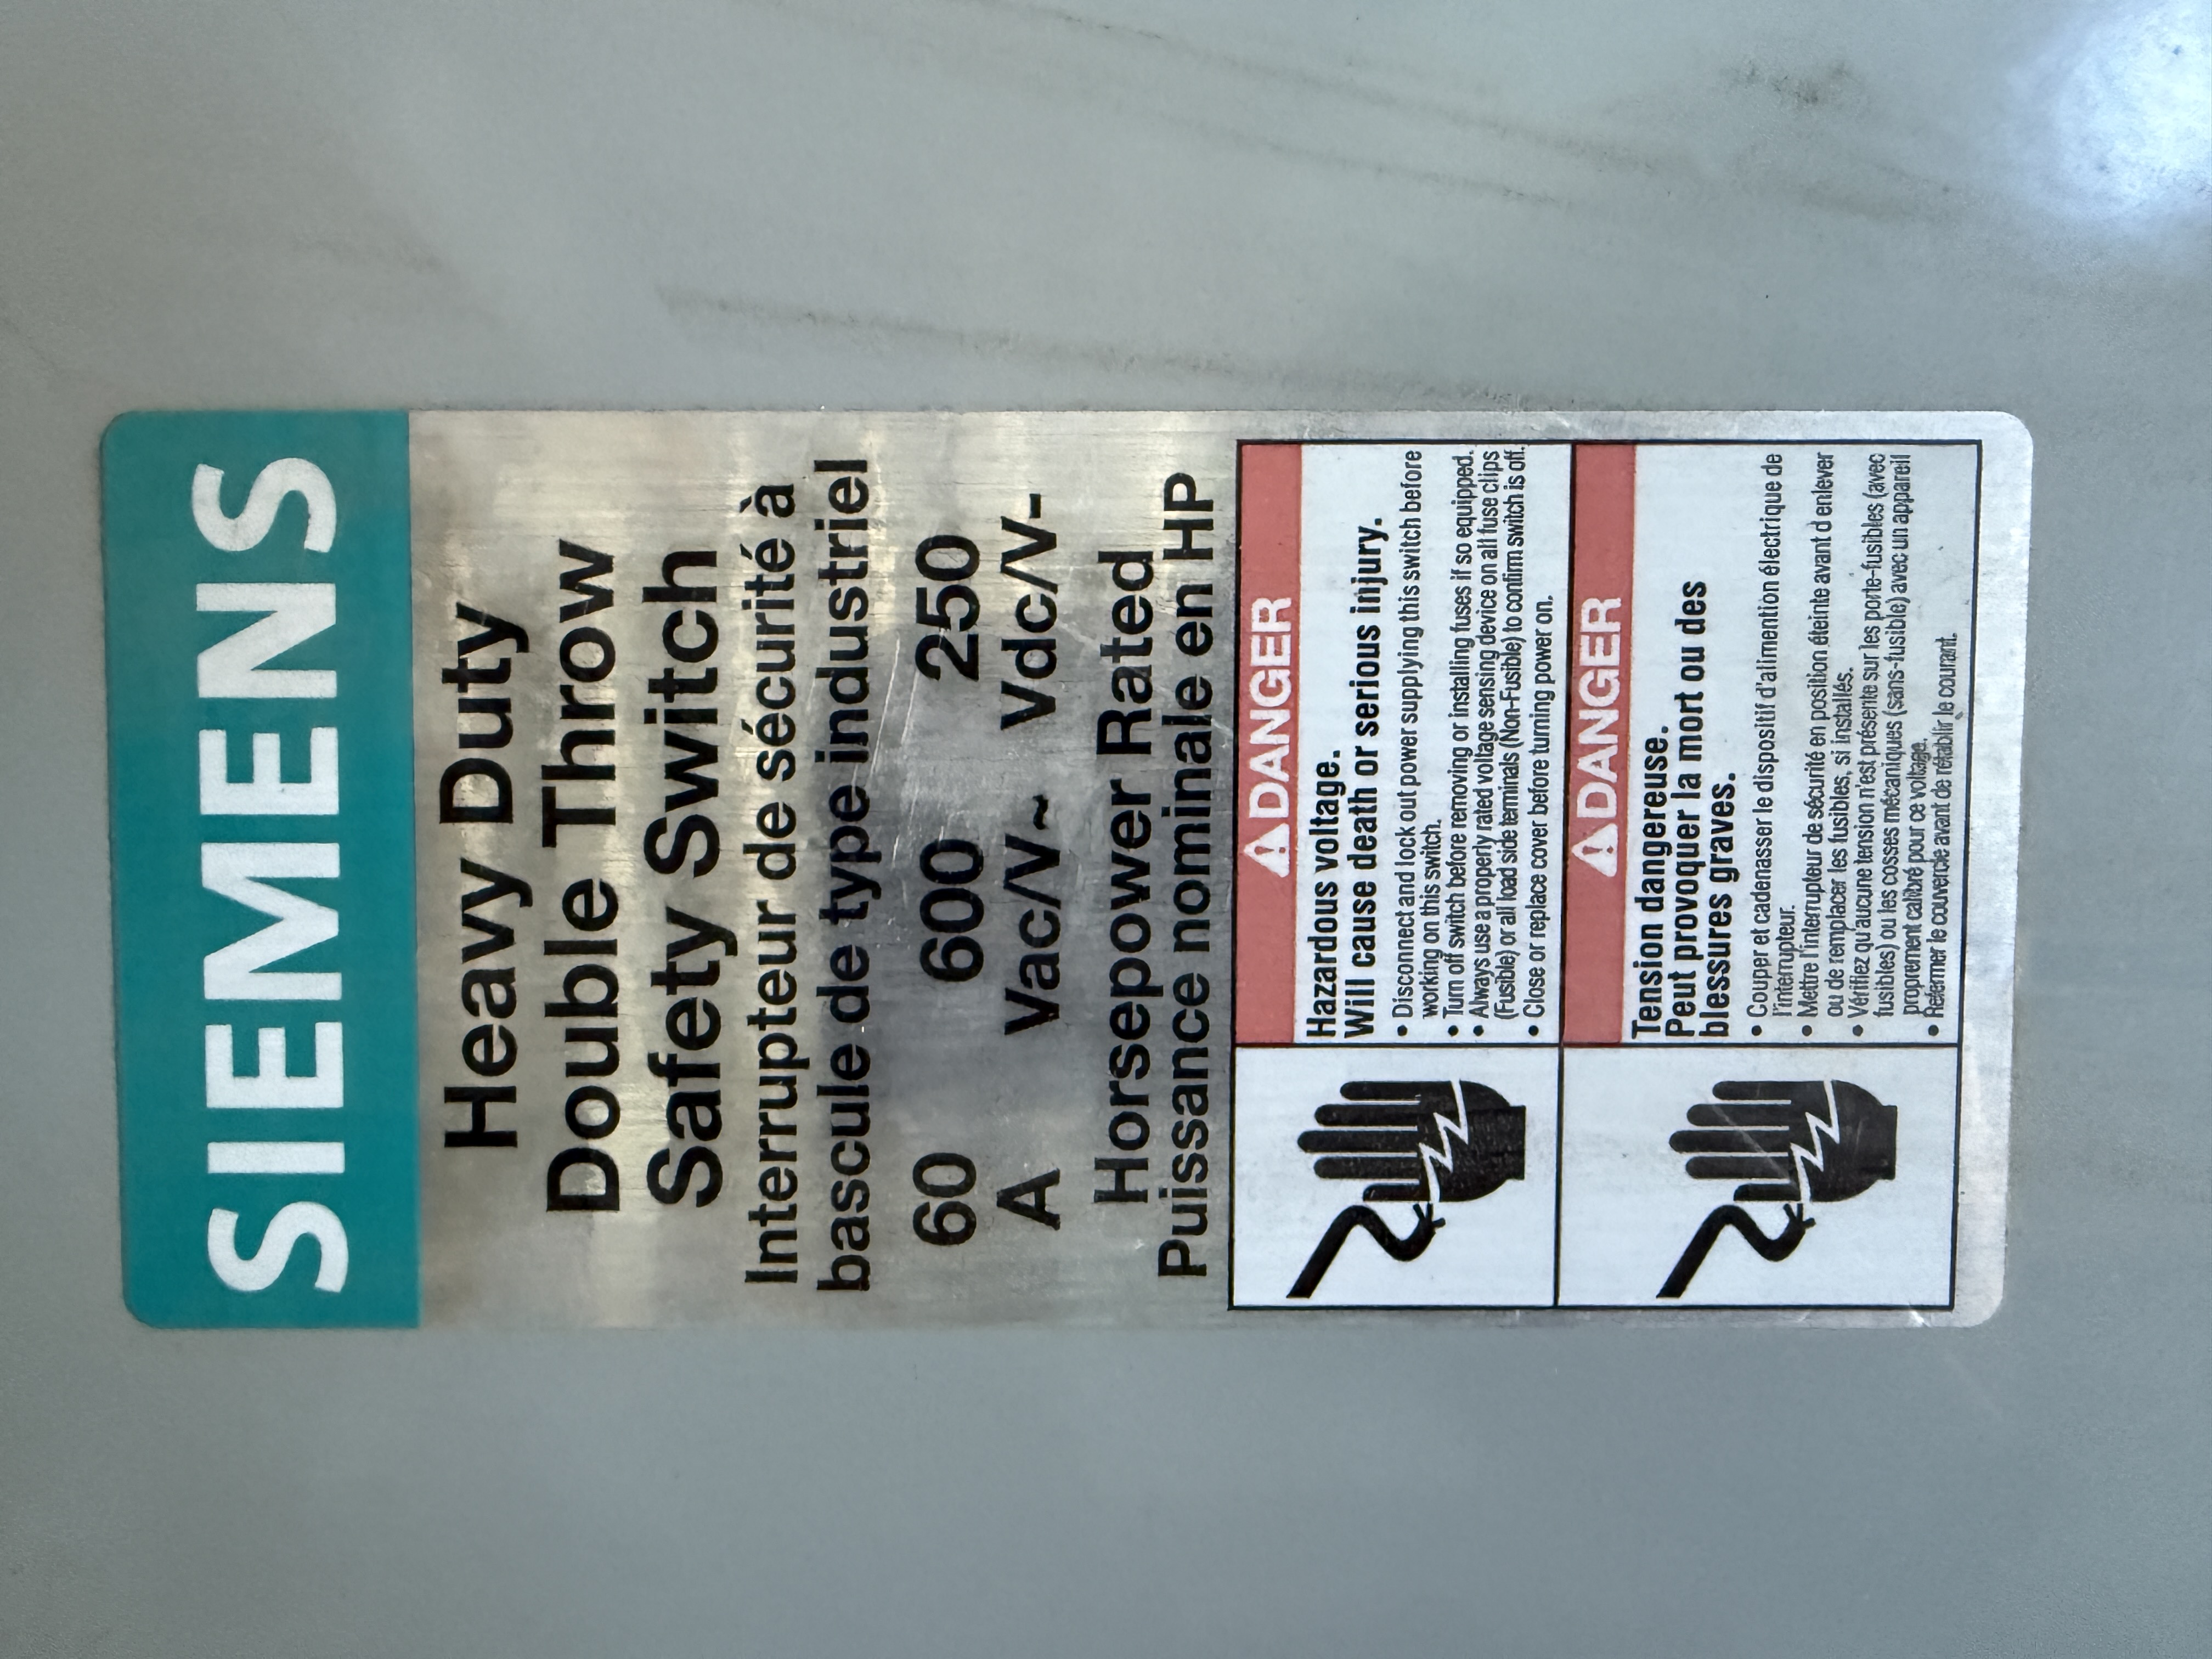 SIEMENS
Heavy Duty
Double Throw
Safety Switch
Interrupteur de sécurité à
bascule de type industriel
60 600 250
A Vac/V~ Vdc/V-
Horsepower Rated
Puissance nominale en HP
DANGER
Hazardous voltage.
Will cause death or serious injury.
• Disconnect and lock out power supplying this switch before
working on this switch.
• Turn off switch before removing or installing fuses if so equipped.
• Always use a properly rated voltage sensing device on all fuse clips
(Fusible) or all load side terminals (Non-Fusible) to confirm switch is off.
• Close or replace cover before turning power on.
DANGER
Tension dangereuse.
Peut provoquer la mort ou des
blessures graves.
• Couper et cadenasser le dispositif d'alimention électrique de
l'interrupteur.
• Mettre l'interrupteur de sécurité en position éteinte avant d enlever
ou de remplacer les fusibles, si installés.
• Vérifiez qu'aucune tension n'est présente sur les porte-fusibles (avec
fusibles) ou les cosses mécaniques (sans-fusible) avec un appareil
proprement calibré pour ce voltage.
• Refermer le couvercle avant de rétablir le courant.